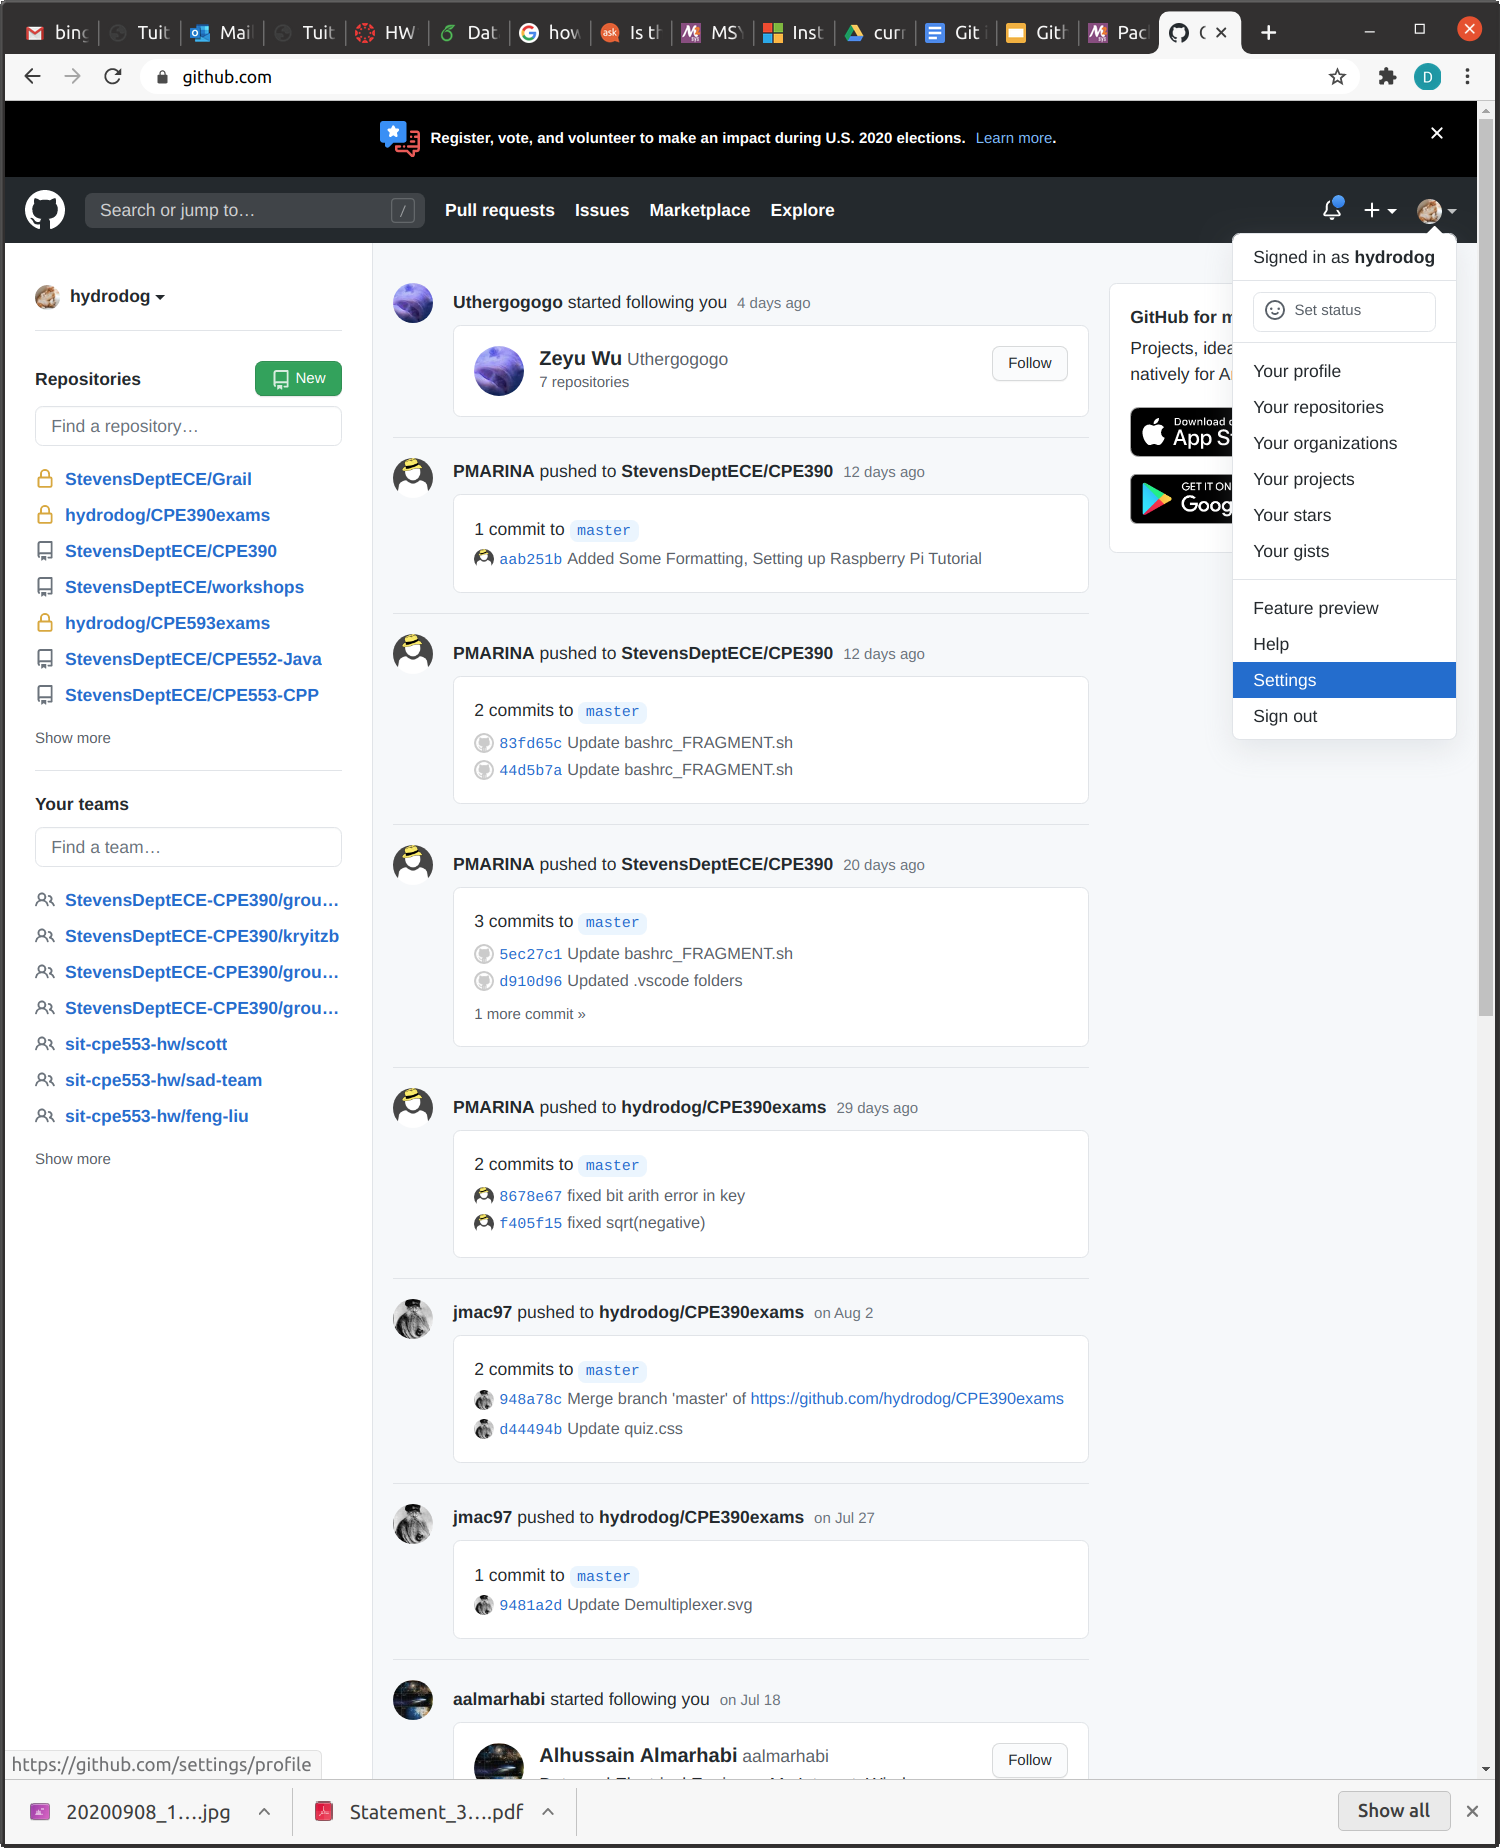 bing
Tuit
Mail
Tuit
HW
Dat
how
Is th
MSY
Inst
curr
Git i
Gith
Pac
github.com
D
Register, vote, and volunteer to make an impact during U.S. 2020 elections. Learn more.
Search or jump to… /
Pull requests
Issues
Marketplace
Explore
Signed in as hydrodog
Set status
Your profile
Your repositories
Your organizations
Your projects
Your stars
Your gists
Feature preview
Help
Settings
Sign out
hydrodog
Repositories
New
Find a repository…
StevensDeptECE/Grail
hydrodog/CPE390exams
StevensDeptECE/CPE390
StevensDeptECE/workshops
hydrodog/CPE593exams
StevensDeptECE/CPE552-Java
StevensDeptECE/CPE553-CPP
Show more
Your teams
Find a team…
StevensDeptECE-CPE390/grou…
StevensDeptECE-CPE390/kryitzb
StevensDeptECE-CPE390/grou…
StevensDeptECE-CPE390/grou…
sit-cpe553-hw/scott
sit-cpe553-hw/sad-team
sit-cpe553-hw/feng-liu
Show more
Uthergogogo started following you 4 days ago
Zeyu Wu Uthergogogo
7 repositories
Follow
PMARINA pushed to StevensDeptECE/CPE390 12 days ago
1 commit to master
aab251b Added Some Formatting, Setting up Raspberry Pi Tutorial
PMARINA pushed to StevensDeptECE/CPE390 12 days ago
2 commits to master
83fd65c Update bashrc_FRAGMENT.sh
44d5b7a Update bashrc_FRAGMENT.sh
PMARINA pushed to StevensDeptECE/CPE390 20 days ago
3 commits to master
5ec27c1 Update bashrc_FRAGMENT.sh
d910d96 Updated .vscode folders
1 more commit »
PMARINA pushed to hydrodog/CPE390exams 29 days ago
2 commits to master
8678e67 fixed bit arith error in key
f405f15 fixed sqrt(negative)
jmac97 pushed to hydrodog/CPE390exams on Aug 2
2 commits to master
948a78c Merge branch 'master' of https://github.com/hydrodog/CPE390exams
d44494b Update quiz.css
jmac97 pushed to hydrodog/CPE390exams on Jul 27
1 commit to master
9481a2d Update Demultiplexer.svg
aalmarhabi started following you on Jul 18
Alhussain Almarhabi aalmarhabi
Follow
GitHub for m
Projects, idea
natively for A
Download o
App S
GET IT ON
Goog
https://github.com/settings/profile
20200908_1....jpg
Statement_3....pdf
Show all